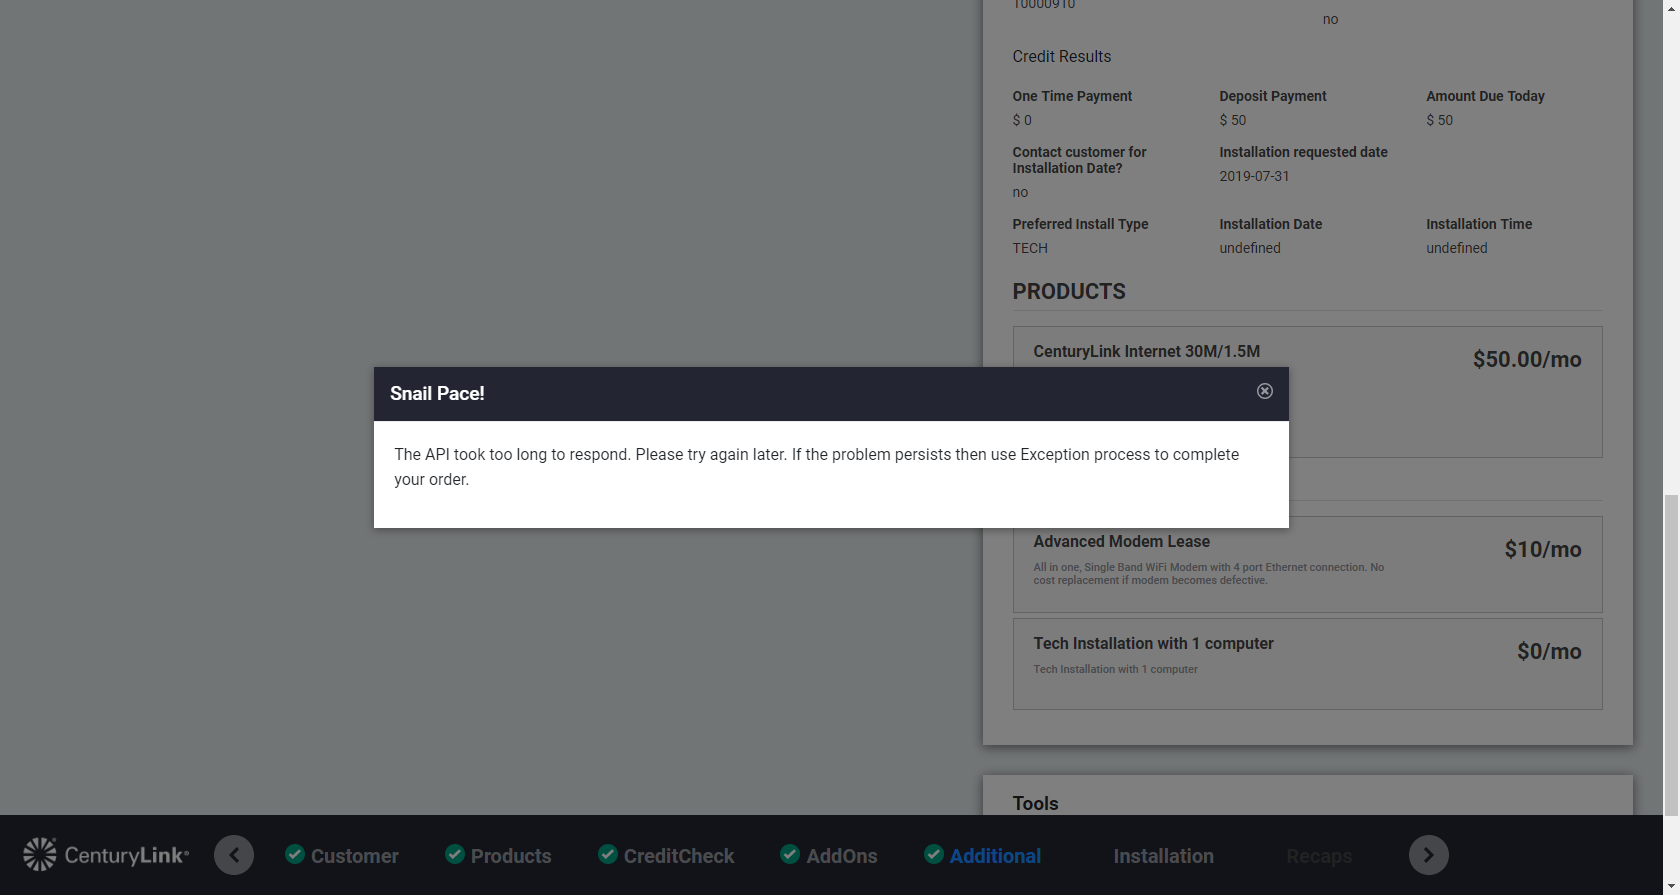 10000910
no
Credit Results
One Time Payment
Deposit Payment
Amount Due Today
$ 0
$ 50
$ 50
Contact customer for
Installation Date?
Installation requested date
2019-07-31
no
Preferred Install Type
Installation Date
Installation Time
TECH
undefined
undefined
PRODUCTS
CenturyLink Internet 30M/1.5M
$50.00/mo
Snail Pace!
The API took too long to respond. Please try again later. If the problem persists then use Exception process to complete
your order.
Advanced Modem Lease
$10/mo
All in one, Single Band WiFi Modem with 4 port Ethernet connection. No
cost replacement if modem becomes defective.
Tech Installation with 1 computer
$0/mo
Tech Installation with 1 computer
Tools
CenturyLink®
Customer
Products
CreditCheck
AddOns
Additional
Installation
Recaps